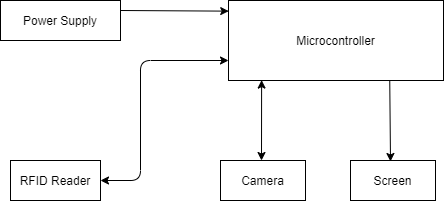 Power Supply
Microcontroller
RFID Reader
Camera
Screen